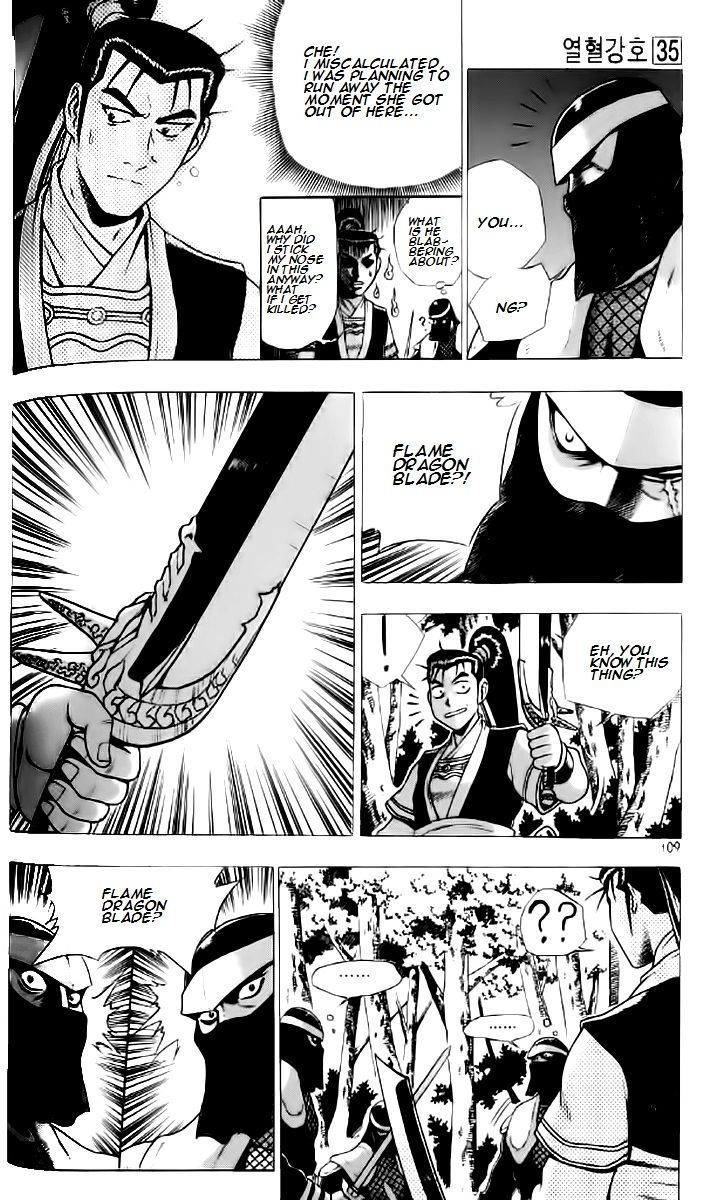 열혈강호 35
CHE!
I MISCALCULATED,
I WAS PLANNING TO
RUN AWAY THE
MOMENT SHE GOT
OUT OF HERE...
AAAH,
WHY DID
I STICK
MY NOSE
IN THIS
ANYWAY?
WHAT
IF I GET
KILLED?
WHAT
IS HE
BLAB-
BERING
ABOUT?
YOU...
NG?
FLAME
DRAGON
BLADE?!
!
EH, YOU
KNOW THIS
THING?
109
FLAME
DRAGON
BLADE?
??
......
......